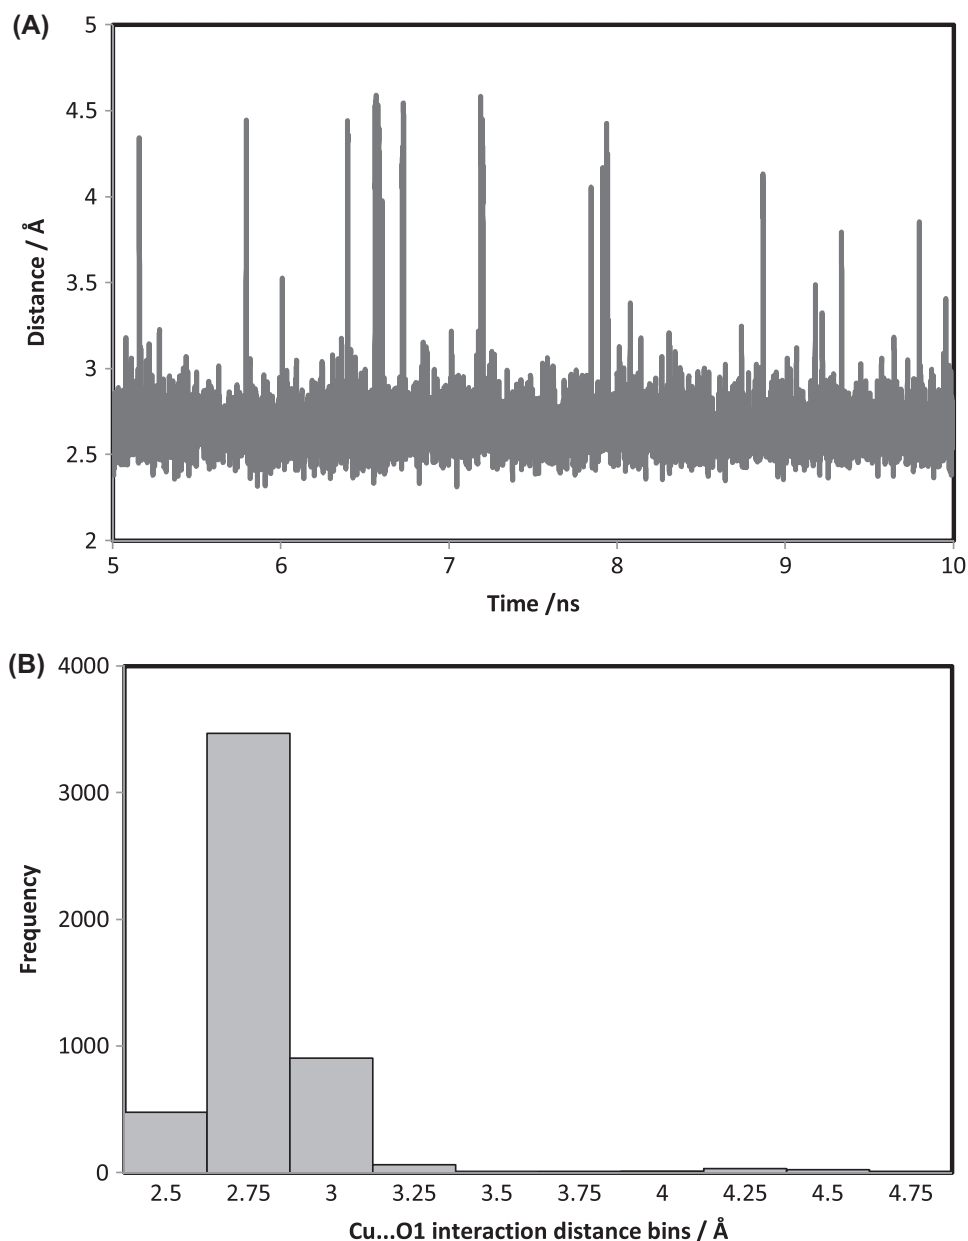 (A)
5
4.5
4
3.5
3
2.5
2
Distance / Å
5 6 7 8 9 10
Time /ns
(B)
4000
3000
2000
1000
0
Frequency
2.5 2.75 3 3.25 3.5 3.75 4 4.25 4.5 4.75
Cu...O1 interaction distance bins / Å